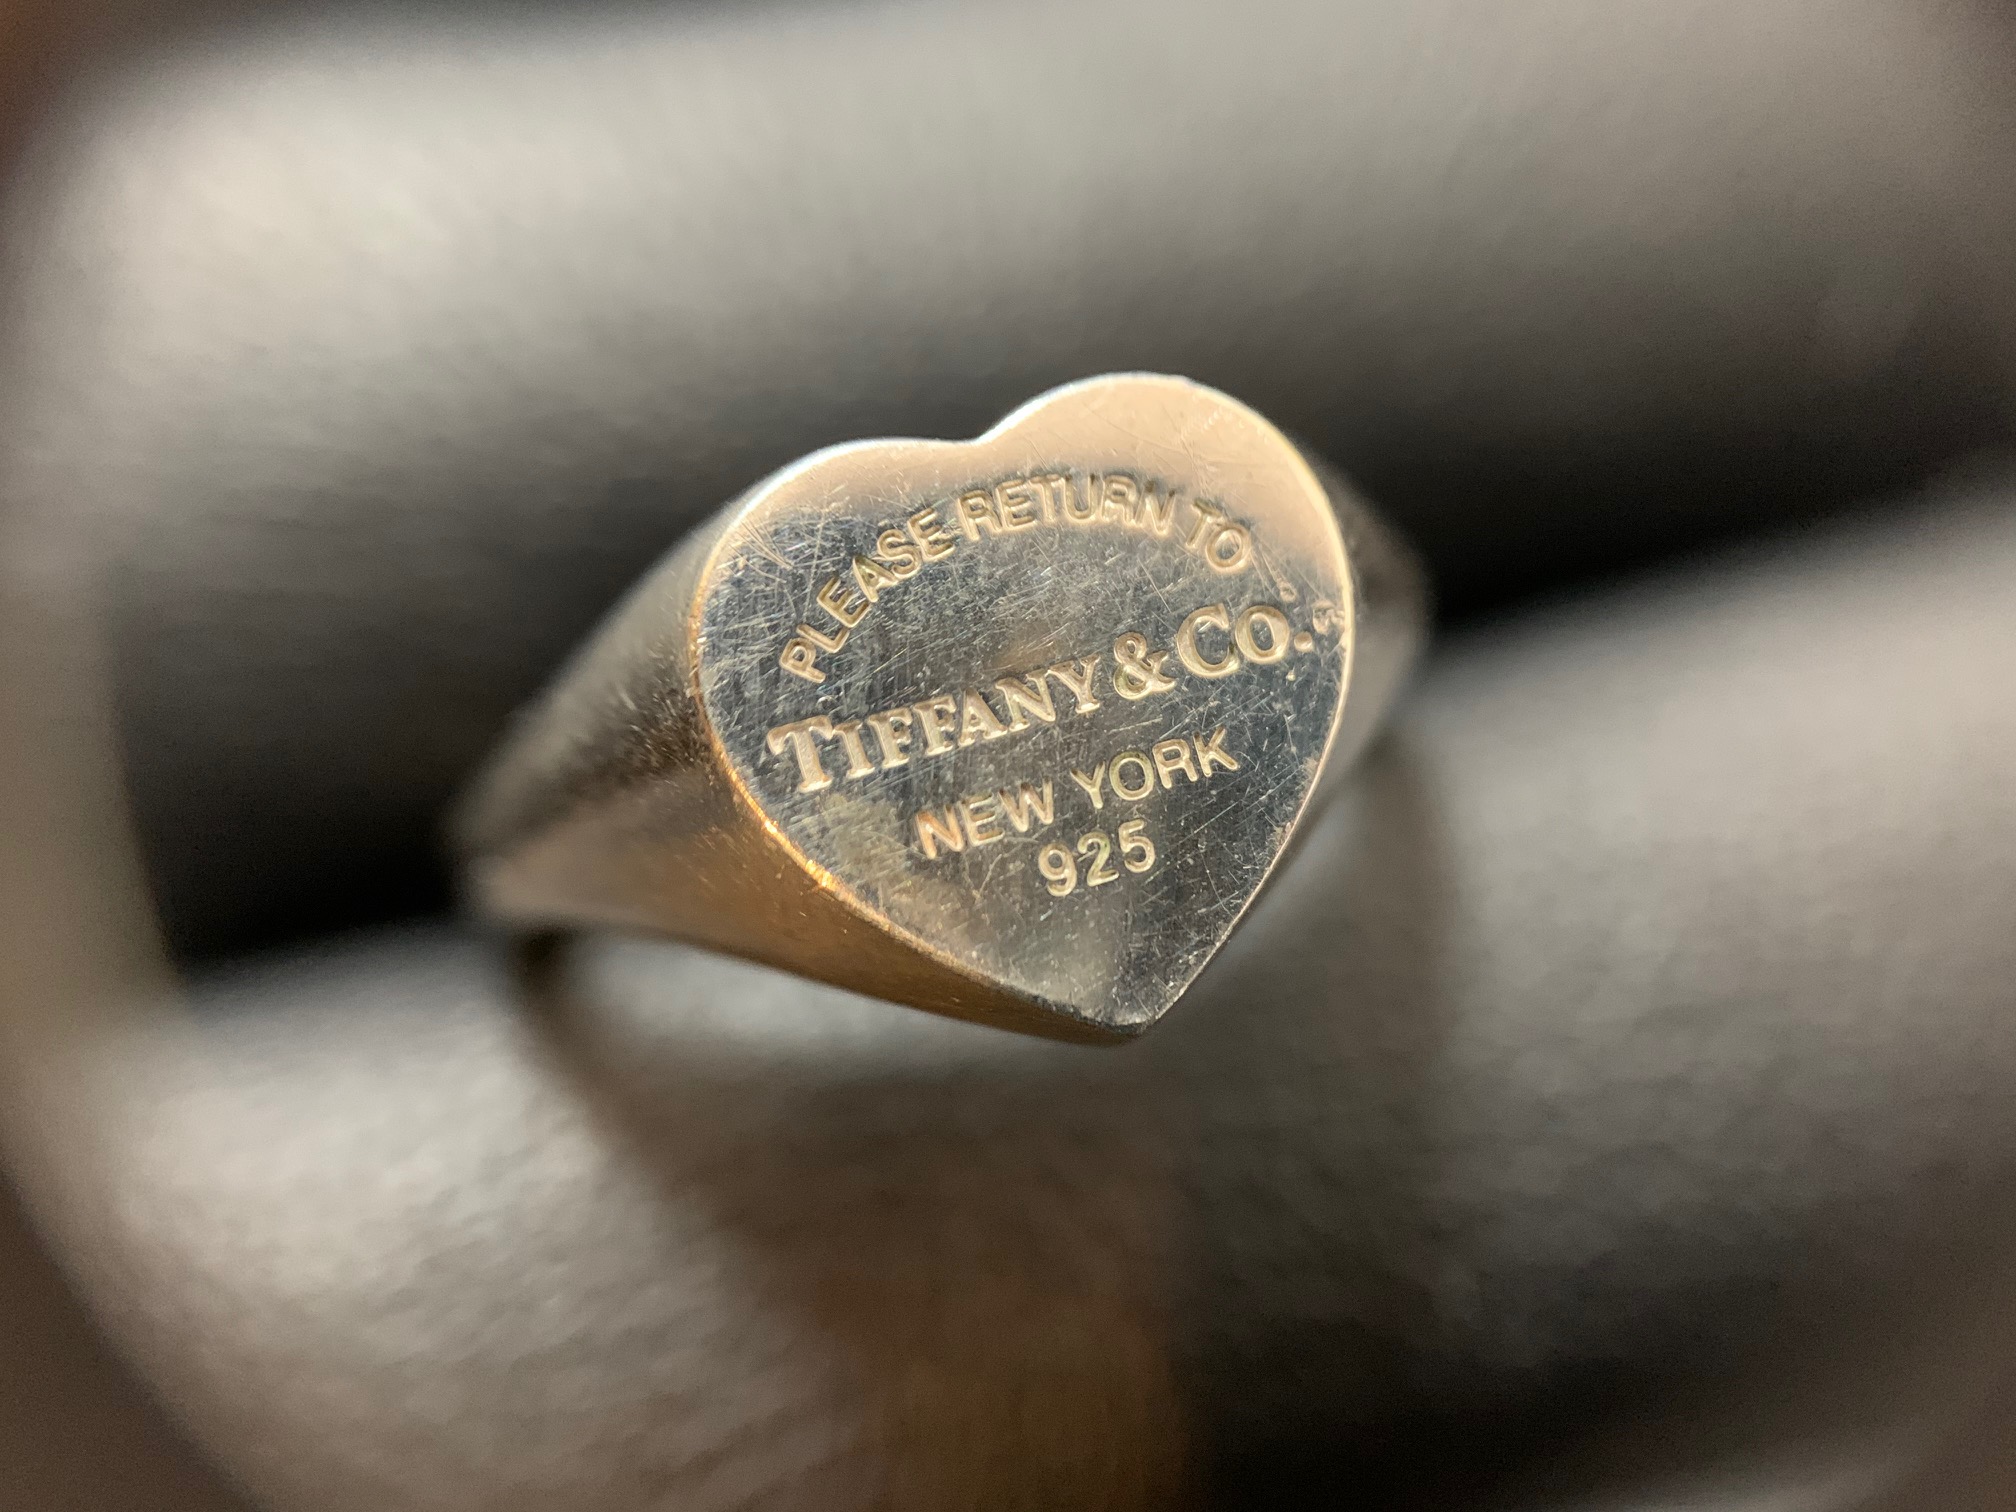 PLEASE RETURN TO
TIFFANY & CO.
NEW YORK
925